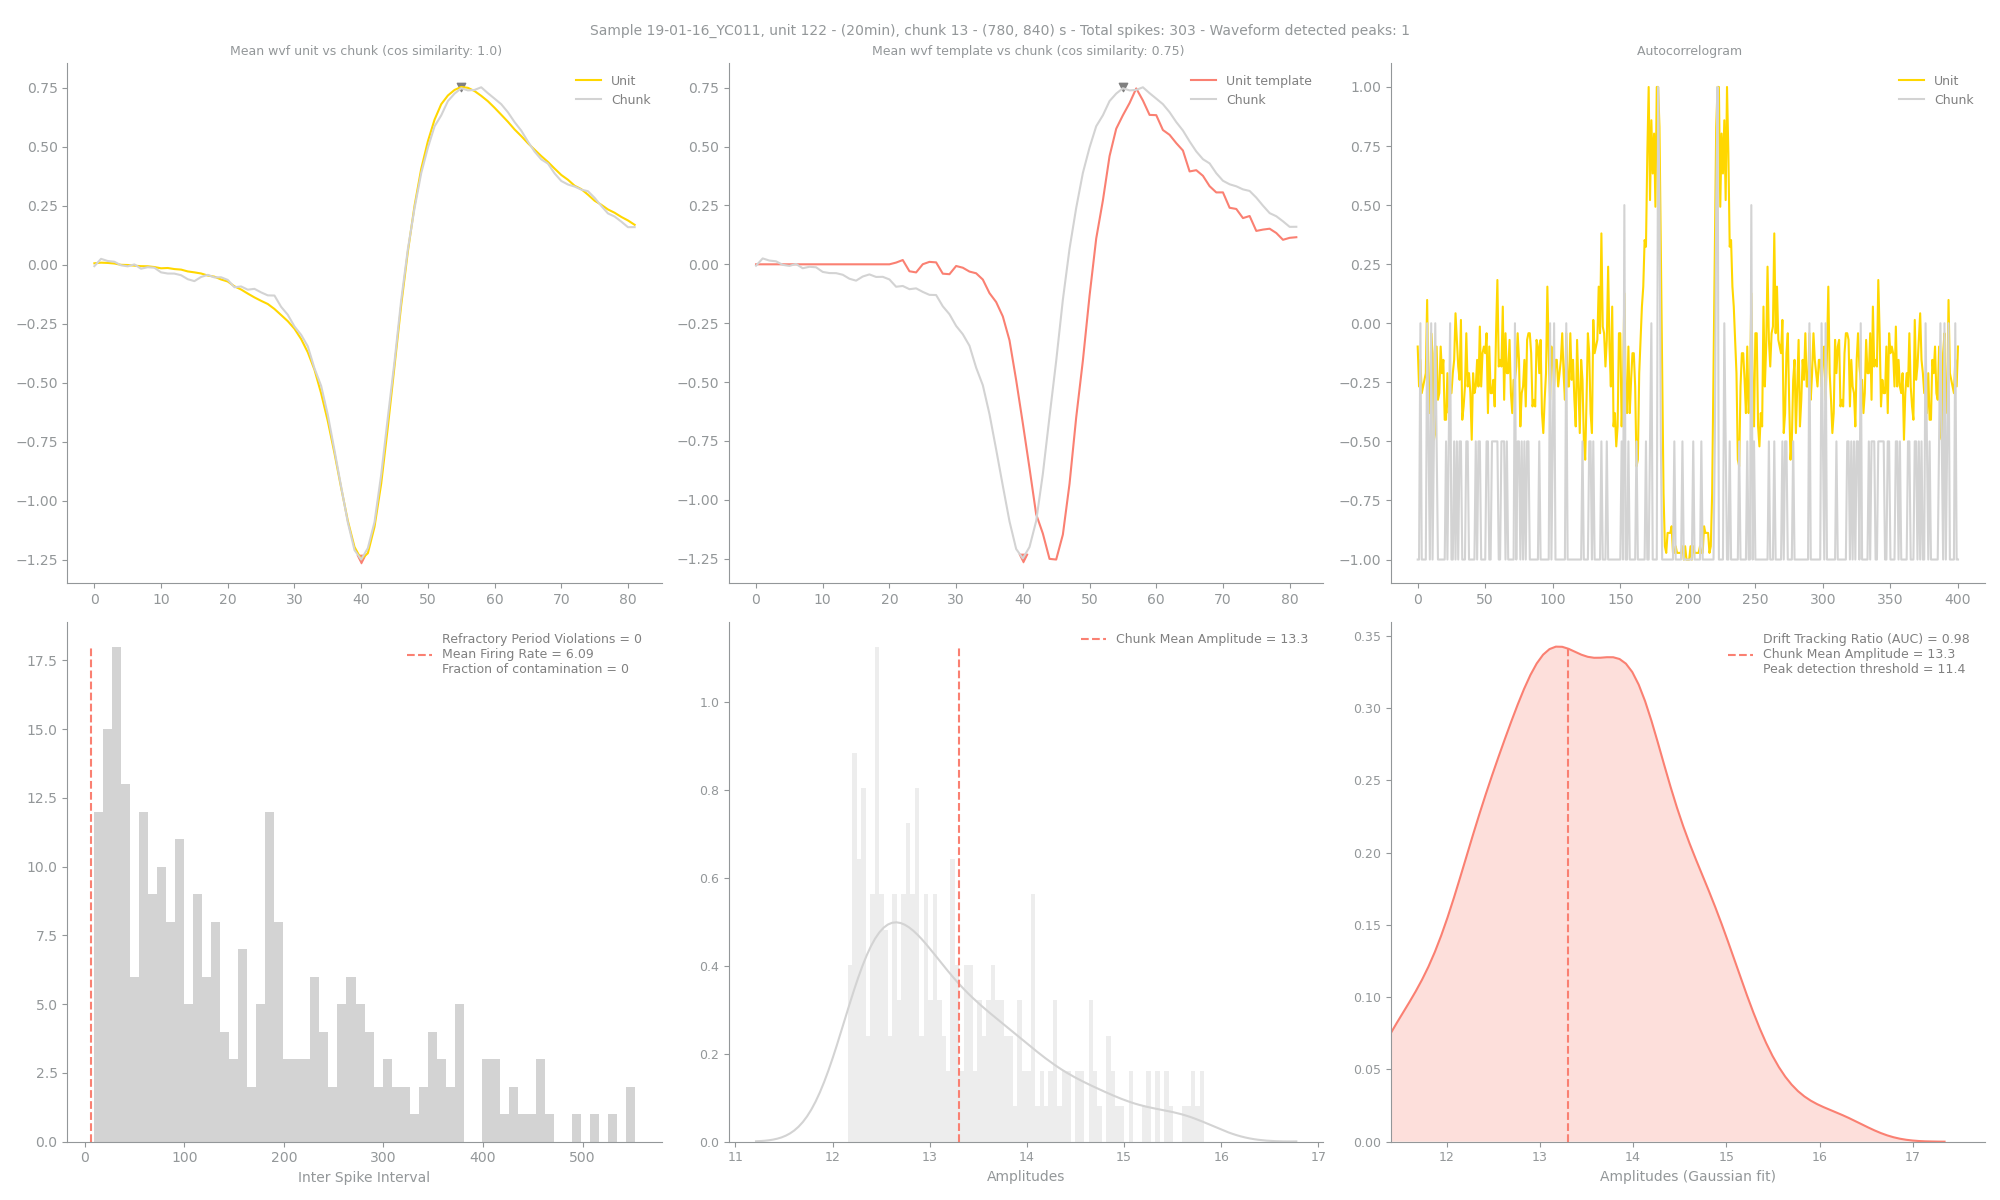 Sample 19-01-16_YC011, unit 122 - (20min), chunk 13 - (780, 840) s - Total spikes: 303 - Waveform detected peaks: 1
Mean wvf unit vs chunk (cos similarity: 1.0)
Unit
Chunk
0.75
0.50
0.25
0.00
−0.25
−0.50
−0.75
−1.00
−1.25
0 10 20 30 40 50 60 70 80
Mean wvf template vs chunk (cos similarity: 0.75)
Unit template
Chunk
0.75
0.50
0.25
0.00
−0.25
−0.50
−0.75
−1.00
−1.25
0 10 20 30 40 50 60 70 80
Autocorrelogram
Unit
Chunk
1.00
0.75
0.50
0.25
0.00
−0.25
−0.50
−0.75
−1.00
0 50 100 150 200 250 300 350 400
Refractory Period Violations = 0
Mean Firing Rate = 6.09
Fraction of contamination = 0
17.5
15.0
12.5
10.0
7.5
5.0
2.5
0.0
0 100 200 300 400 500
Inter Spike Interval
Chunk Mean Amplitude = 13.3
1.0
0.8
0.6
0.4
0.2
0.0
11 12 13 14 15 16 17
Amplitudes
Drift Tracking Ratio (AUC) = 0.98
Chunk Mean Amplitude = 13.3
Peak detection threshold = 11.4
0.35
0.30
0.25
0.20
0.15
0.10
0.05
0.00
12 13 14 15 16 17
Amplitudes (Gaussian fit)